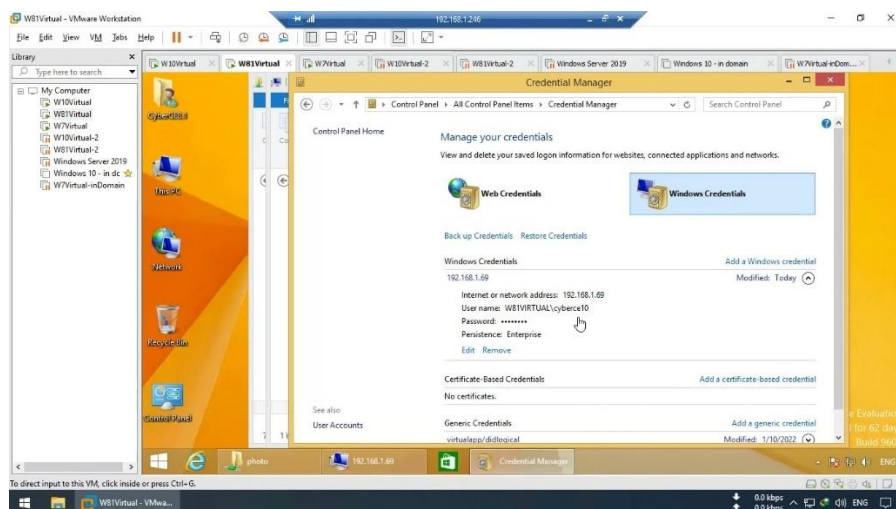 W81Virtual - VMware Workstation
192.168.1.246
File Edit View VM Tabs Help
Library
Type here to search
My Computer
W10Virtual
W81Virtual
W7Virtual
W10Virtual-2
W81Virtual-2
Windows Server 2019
Windows 10 - in dc
W7Virtual-inDomain
W10Virtual
W81Virtual
W7Virtual
W10Virtual-2
W81Virtual-2
Windows Server 2019
Windows 10 - in domain
W7Virtual-inDom...
This PC
Network
Recycle Bin
Control Panel
Credential Manager
Control Panel
All Control Panel Items
Credential Manager
Search Control Panel
Control Panel Home
Manage your credentials
View and delete your saved logon information for websites, connected applications and networks.
Web Credentials
Windows Credentials
Back up Credentials Restore Credentials
Windows Credentials Add a Windows credential
192.168.1.69 Modified: Today
Internet or network address: 192.168.1.69
User name: W81VIRTUAL\cyberce10
Password: ••••••••
Persistence: Enterprise
Edit Remove
Certificate-Based Credentials Add a certificate-based credential
No certificates.
See also
User Accounts
Generic Credentials Add a generic credential
virtualapp/didlogical Modified: 1/10/2022
for 62 day
Build 960
photo
192.168.1.69
Credential Manager
ENG
To direct input to this VM, click inside or press Ctrl+G.
W81Virtual - VMwa...
0.0 kbps
0.0 kbps
ENG